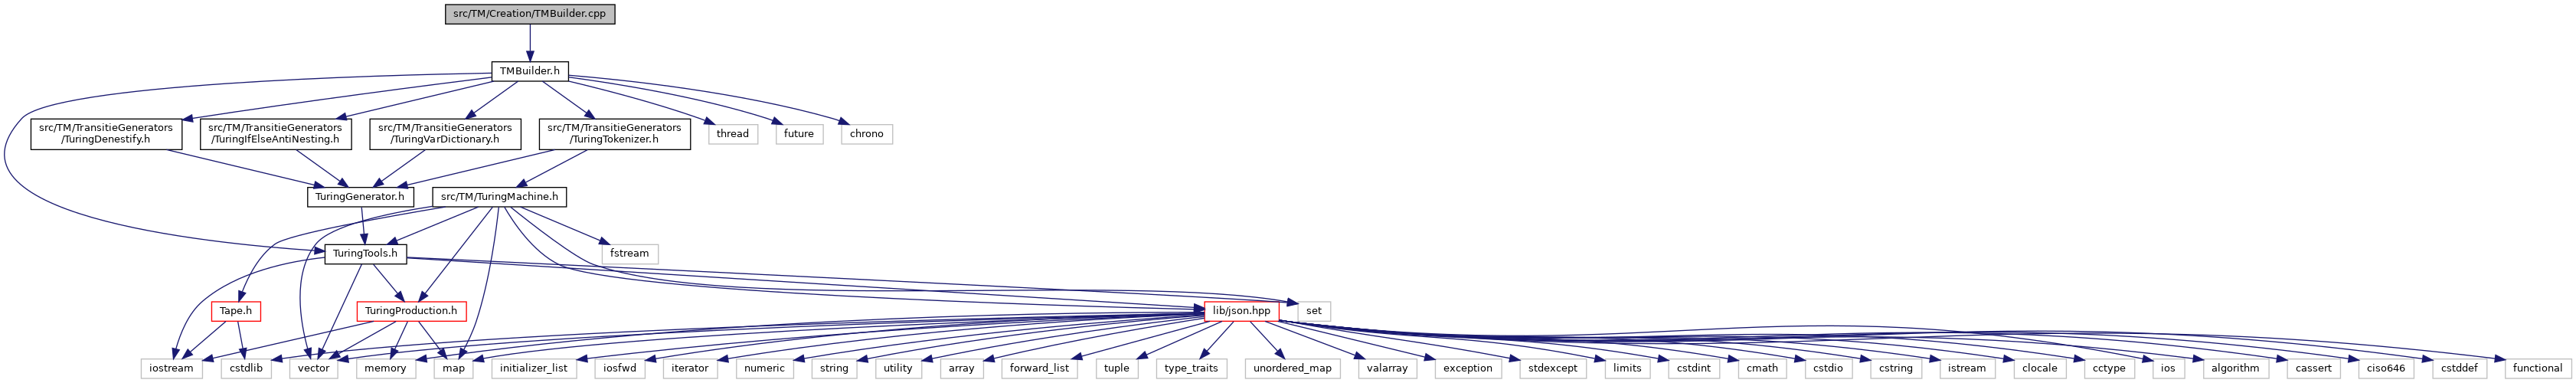 src/TM/Creation/TMBuilder.cpp
TMBuilder.h
src/TM/TransitieGenerators
/TuringDenestify.h
src/TM/TransitieGenerators
/TuringIfElseAntiNesting.h
src/TM/TransitieGenerators
/TuringVarDictionary.h
src/TM/TransitieGenerators
/TuringTokenizer.h
thread
future
chrono
TuringGenerator.h
src/TM/TuringMachine.h
TuringTools.h
fstream
Tape.h
TuringProduction.h
lib/json.hpp
set
iostream
cstdlib
vector
memory
map
initializer_list
iosfwd
iterator
numeric
string
utility
array
forward_list
tuple
type_traits
unordered_map
valarray
exception
stdexcept
limits
cstdint
cmath
cstdio
cstring
istream
clocale
cctype
ios
algorithm
cassert
ciso646
cstddef
functional